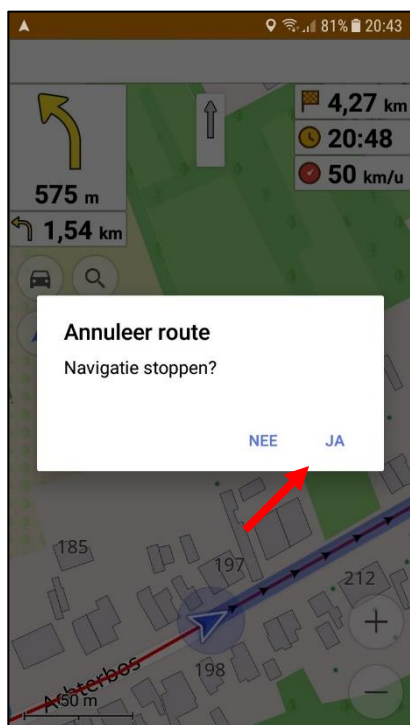 81% 20:43
4,27 km
20:48
575 m
50 km/u
1,54 km
Annuleer route
Navigatie stoppen?
NEE JA
185
197
212
198
Achterbos
50 m